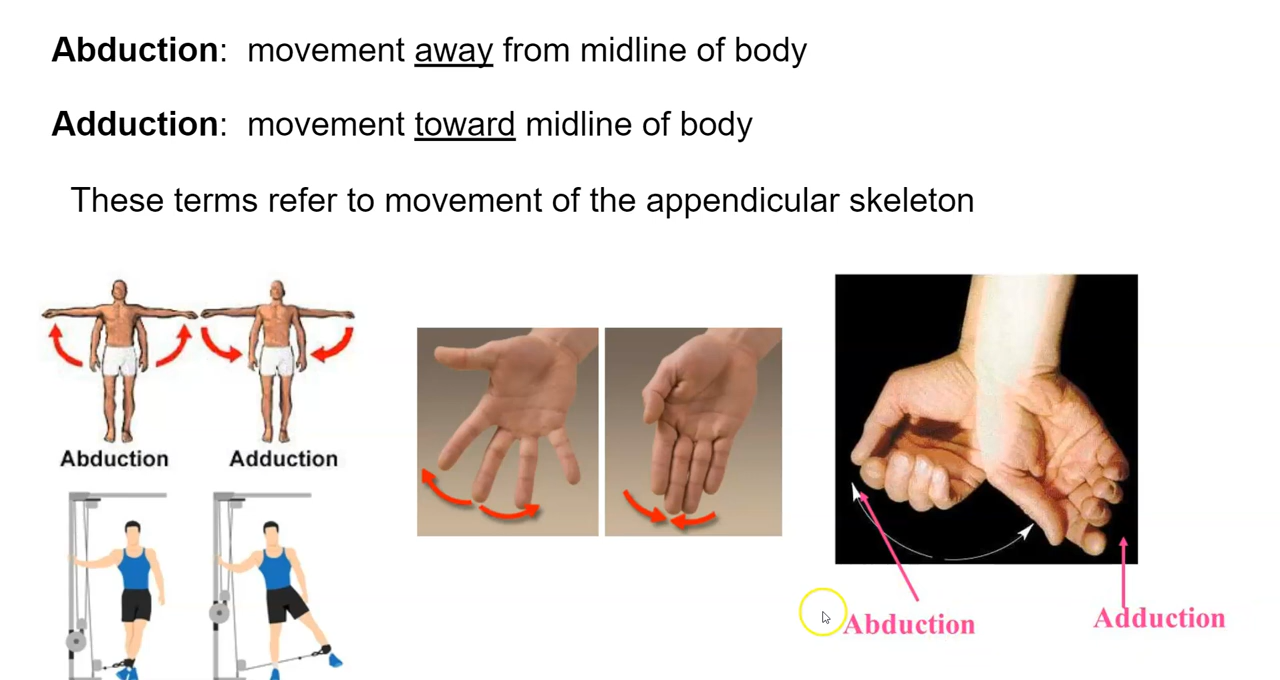 Abduction: movement away from midline of body
Adduction: movement toward midline of body
These terms refer to movement of the appendicular skeleton
Abduction
Adduction
Abduction
Adduction